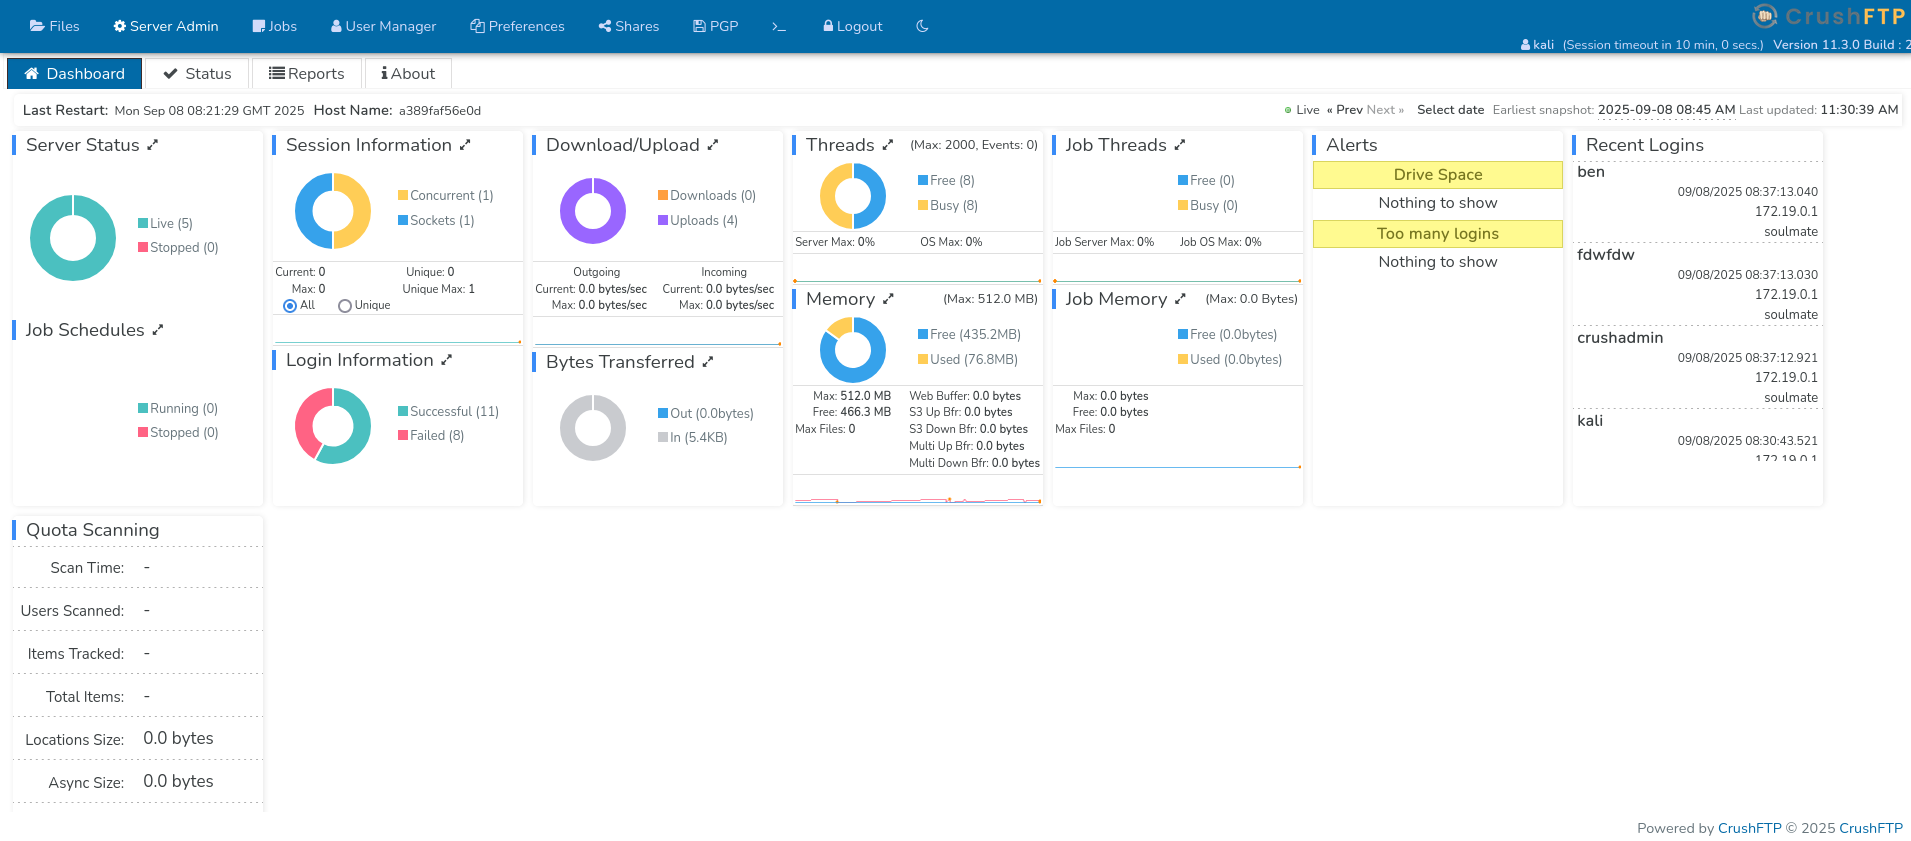 Files Server Admin Jobs User Manager Preferences Shares PGP >_ Logout
CrushFTP
kali (Session timeout in 10 min, 0 secs.) Version 11.3.0 Build : 2
Dashboard Status Reports About
Last Restart: Mon Sep 08 08:21:29 GMT 2025 Host Name: a389faf56e0d
Live « Prev Next » Select date Earliest snapshot: 2025-09-08 08:45 AM Last updated: 11:30:39 AM
Server Status
Live (5)
Stopped (0)
Job Schedules
Running (0)
Stopped (0)
Session Information
Concurrent (1)
Sockets (1)
Current: 0 Unique: 0
Max: 0 Unique Max: 1
All Unique
Login Information
Successful (11)
Failed (8)
Download/Upload
Downloads (0)
Uploads (4)
Outgoing Incoming
Current: 0.0 bytes/sec Current: 0.0 bytes/sec
Max: 0.0 bytes/sec Max: 0.0 bytes/sec
Bytes Transferred
Out (0.0bytes)
In (5.4KB)
Threads (Max: 2000, Events: 0)
Free (8)
Busy (8)
Server Max: 0% OS Max: 0%
Memory (Max: 512.0 MB)
Free (435.2MB)
Used (76.8MB)
Max: 512.0 MB Web Buffer: 0.0 bytes
Free: 466.3 MB S3 Up Bfr: 0.0 bytes
Max Files: 0 S3 Down Bfr: 0.0 bytes
Multi Up Bfr: 0.0 bytes
Multi Down Bfr: 0.0 bytes
Job Threads
Free (0)
Busy (0)
Job Server Max: 0% Job OS Max: 0%
Job Memory (Max: 0.0 Bytes)
Free (0.0bytes)
Used (0.0bytes)
Max: 0.0 bytes
Free: 0.0 bytes
Max Files: 0
Alerts
Drive Space
Nothing to show
Too many logins
Nothing to show
Recent Logins
ben
09/08/2025 08:37:13.040
172.19.0.1
soulmate
fdwfdw
09/08/2025 08:37:13.030
172.19.0.1
soulmate
crushadmin
09/08/2025 08:37:12.921
172.19.0.1
soulmate
kali
09/08/2025 08:30:43.521
172.19.0.1
Quota Scanning
Scan Time: -
Users Scanned: -
Items Tracked: -
Total Items: -
Locations Size: 0.0 bytes
Async Size: 0.0 bytes
Powered by CrushFTP © 2025 CrushFTP